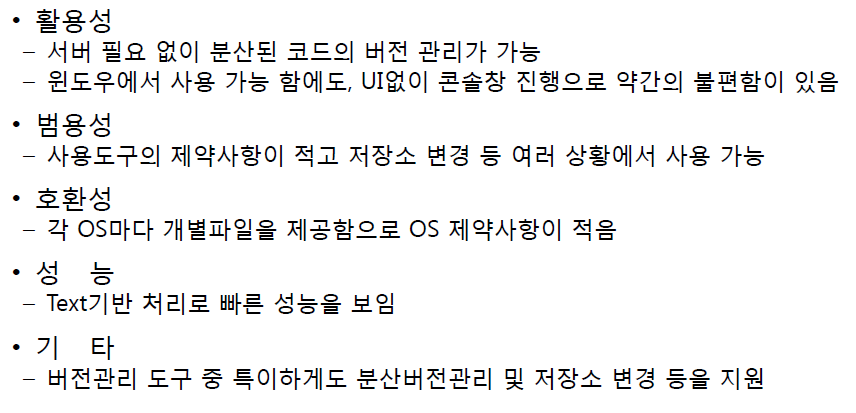 • 활용성
– 서버 필요 없이 분산된 코드의 버전 관리가 가능
– 윈도우에서 사용 가능 함에도, UI없이 콘솔창 진행으로 약간의 불편함이 있음
• 범용성
– 사용도구의 제약사항이 적고 저장소 변경 등 여러 상황에서 사용 가능
• 호환성
– 각 OS마다 개별파일을 제공함으로 OS 제약사항이 적음
• 성 능
– Text기반 처리로 빠른 성능을 보임
• 기 타
– 버전관리 도구 중 특이하게도 분산버전관리 및 저장소 변경 등을 지원